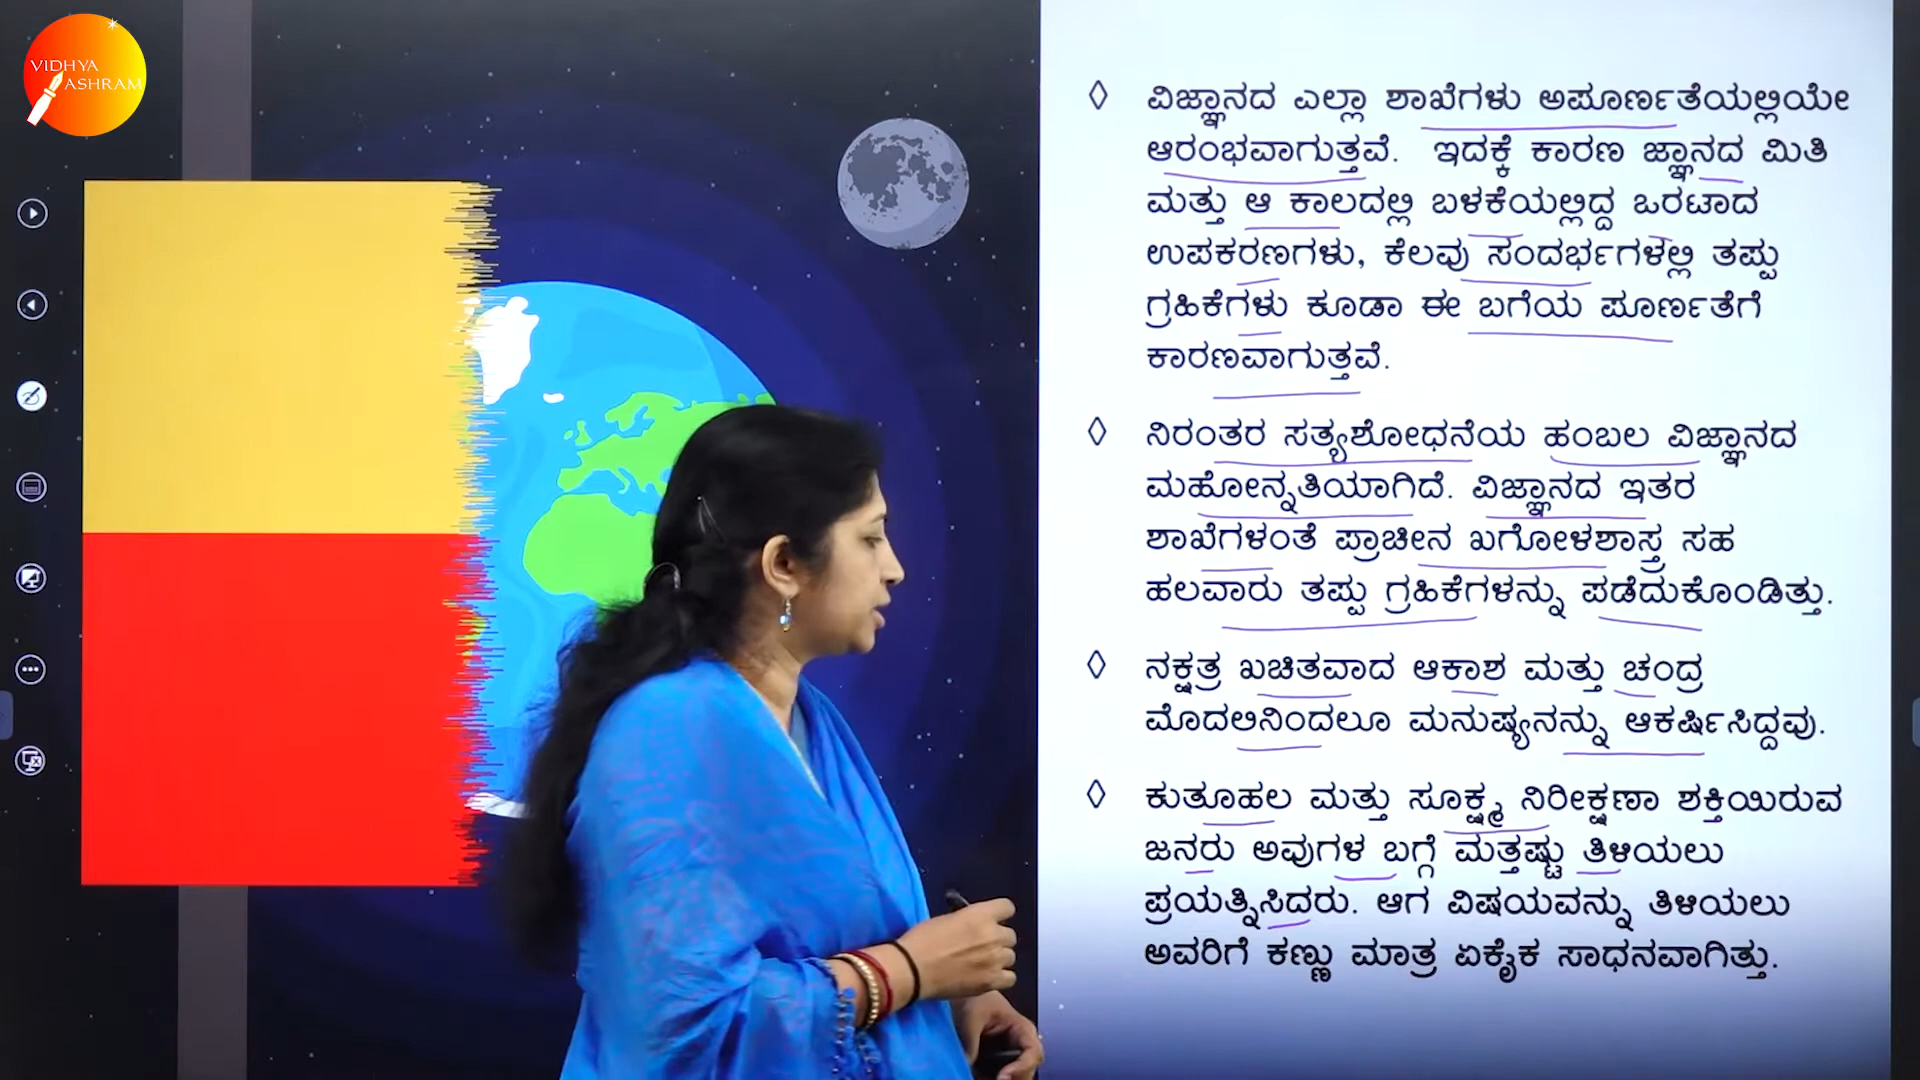 VIDHYA
ASHRAM
◊ ವಿಜ್ಞಾನದ ಎಲ್ಲಾ ಶಾಖೆಗಳು ಅಪೂರ್ಣತೆಯಲ್ಲಿಯೇ
ಆರಂಭವಾಗುತ್ತವೆ. ಇದಕ್ಕೆ ಕಾರಣ ಜ್ಞಾನದ ಮಿತಿ
ಮತ್ತು ಆ ಕಾಲದಲ್ಲಿ ಬಳಕೆಯಲ್ಲಿದ್ದ ಒರಟಾದ
ಉಪಕರಣಗಳು, ಕೆಲವು ಸಂದರ್ಭಗಳಲ್ಲಿ ತಪ್ಪು
ಗ್ರಹಿಕೆಗಳು ಕೂಡಾ ಈ ಬಗೆಯ ಪೂರ್ಣತೆಗೆ
ಕಾರಣವಾಗುತ್ತವೆ.
◊ ನಿರಂತರ ಸತ್ಯಶೋಧನೆಯ ಹಂಬಲ ವಿಜ್ಞಾನದ
ಮಹೋನ್ನತಿಯಾಗಿದೆ. ವಿಜ್ಞಾನದ ಇತರ
ಶಾಖೆಗಳಂತೆ ಪ್ರಾಚೀನ ಖಗೋಳಶಾಸ್ತ್ರ ಸಹ
ಹಲವಾರು ತಪ್ಪು ಗ್ರಹಿಕೆಗಳನ್ನು ಪಡೆದುಕೊಂಡಿತ್ತು.
◊ ನಕ್ಷತ್ರ ಖಚಿತವಾದ ಆಕಾಶ ಮತ್ತು ಚಂದ್ರ
ಮೊದಲಿನಿಂದಲೂ ಮನುಷ್ಯನನ್ನು ಆಕರ್ಷಿಸಿದ್ದವು.
◊ ಕುತೂಹಲ ಮತ್ತು ಸೂಕ್ಷ್ಮ ನಿರೀಕ್ಷಣಾ ಶಕ್ತಿಯಿರುವ
ಜನರು ಅವುಗಳ ಬಗ್ಗೆ ಮತ್ತಷ್ಟು ತಿಳಿಯಲು
ಪ್ರಯತ್ನಿಸಿದರು. ಆಗ ವಿಷಯವನ್ನು ತಿಳಿಯಲು
ಅವರಿಗೆ ಕಣ್ಣು ಮಾತ್ರ ಏಕೈಕ ಸಾಧನವಾಗಿತ್ತು.